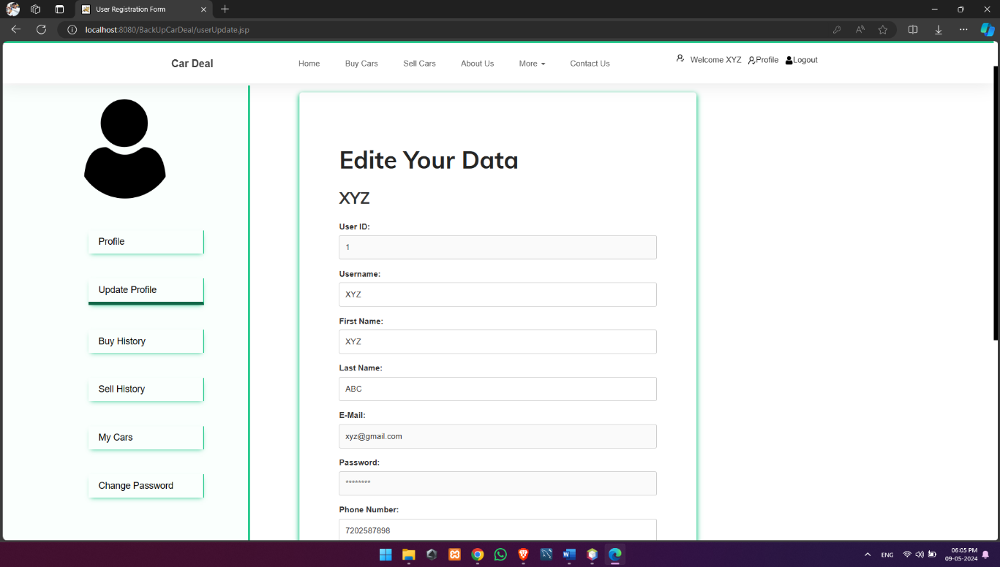 User Registration Form
localhost:8080/BackUpCarDeal/userUpdate.jsp
Car Deal
Home Buy Cars Sell Cars About Us More Contact Us
Welcome XYZ Profile Logout
Profile
Update Profile
Buy History
Sell History
My Cars
Change Password
Edite Your Data
XYZ
User ID:
1
Username:
XYZ
First Name:
XYZ
Last Name:
ABC
E-Mail:
xyz@gmail.com
Password:
********
Phone Number:
7202587898
ENG
06:05 PM
09-05-2024